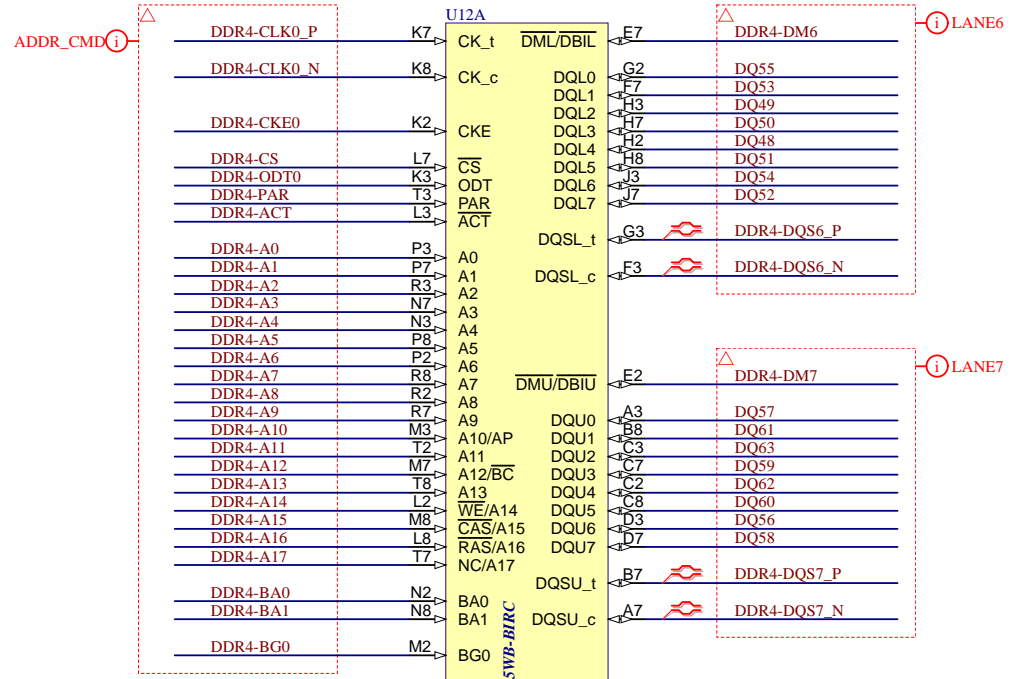 U12A
ADDR_CMD i
i LANE6
DDR4-CLK0_P K7 CK_t DML/DBIL E7 DDR4-DM6
DDR4-CLK0_N K8 CK_c DQL0 G2 DQ55
DQL1 F7 DQ53
DQL2 H3 DQ49
DDR4-CKE0 K2 CKE DQL3 H7 DQ50
DQL4 H2 DQ48
DDR4-CS L7 CS DQL5 H8 DQ51
DDR4-ODT0 K3 ODT DQL6 J3 DQ54
DDR4-PAR T3 PAR DQL7 J7 DQ52
DDR4-ACT L3 ACT
DQSL_t G3 DDR4-DQS6_P
DDR4-A0 P3 A0
DDR4-A1 P7 A1 DQSL_c F3 DDR4-DQS6_N
DDR4-A2 R3 A2
DDR4-A3 N7 A3
DDR4-A4 N3 A4
DDR4-A5 P8 A5
DDR4-A6 P2 A6
i LANE7
DDR4-A7 R8 A7 DMU/DBIU E2 DDR4-DM7
DDR4-A8 R2 A8
DDR4-A9 R7 A9 DQU0 A3 DQ57
DDR4-A10 M3 A10/AP DQU1 B8 DQ61
DDR4-A11 T2 A11 DQU2 C3 DQ63
DDR4-A12 M7 A12/BC DQU3 C7 DQ59
DDR4-A13 T8 A13 DQU4 C2 DQ62
DDR4-A14 L2 WE/A14 DQU5 C8 DQ60
DDR4-A15 M8 CAS/A15 DQU6 D3 DQ56
DDR4-A16 L8 RAS/A16 DQU7 D7 DQ58
DDR4-A17 T7 NC/A17
DQSU_t B7 DDR4-DQS7_P
DDR4-BA0 N2 BA0
DDR4-BA1 N8 BA1 DQSU_c A7 DDR4-DQS7_N
DDR4-BG0 M2 BG0
5WB-BIRC